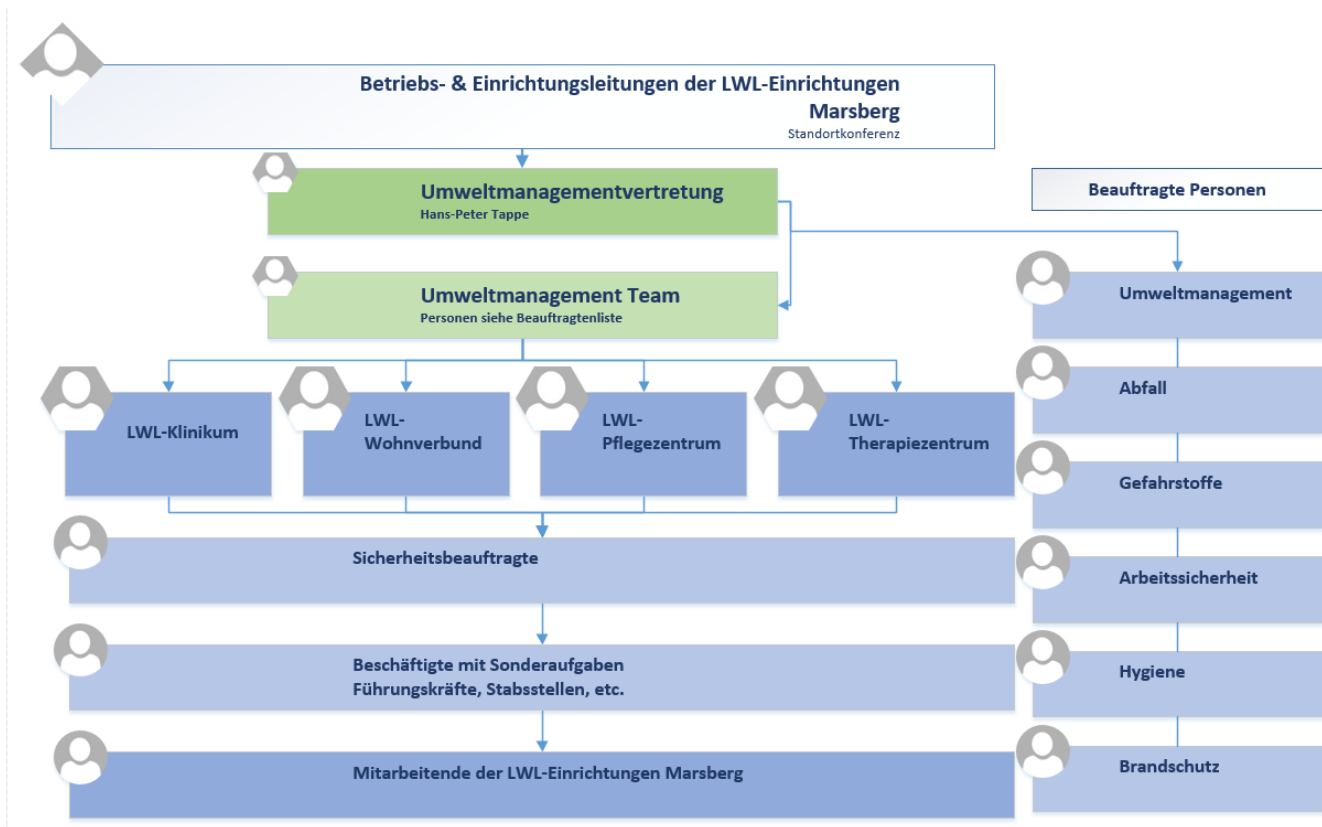 Betriebs- & Einrichtungsleitungen der LWL-Einrichtungen
Marsberg
Standortkonferenz
Umweltmanagementvertretung
Hans-Peter Tappe
Beauftragte Personen
Umweltmanagement Team
Personen siehe Beauftragtenliste
LWL-Klinikum
LWL-
Wohnverbund
LWL-
Pflegezentrum
LWL-
Therapiezentrum
Sicherheitsbeauftragte
Beschäftigte mit Sonderaufgaben
Führungskräfte, Stabsstellen, etc.
Mitarbeitende der LWL-Einrichtungen Marsberg
Umweltmanagement
Abfall
Gefahrstoffe
Arbeitssicherheit
Hygiene
Brandschutz